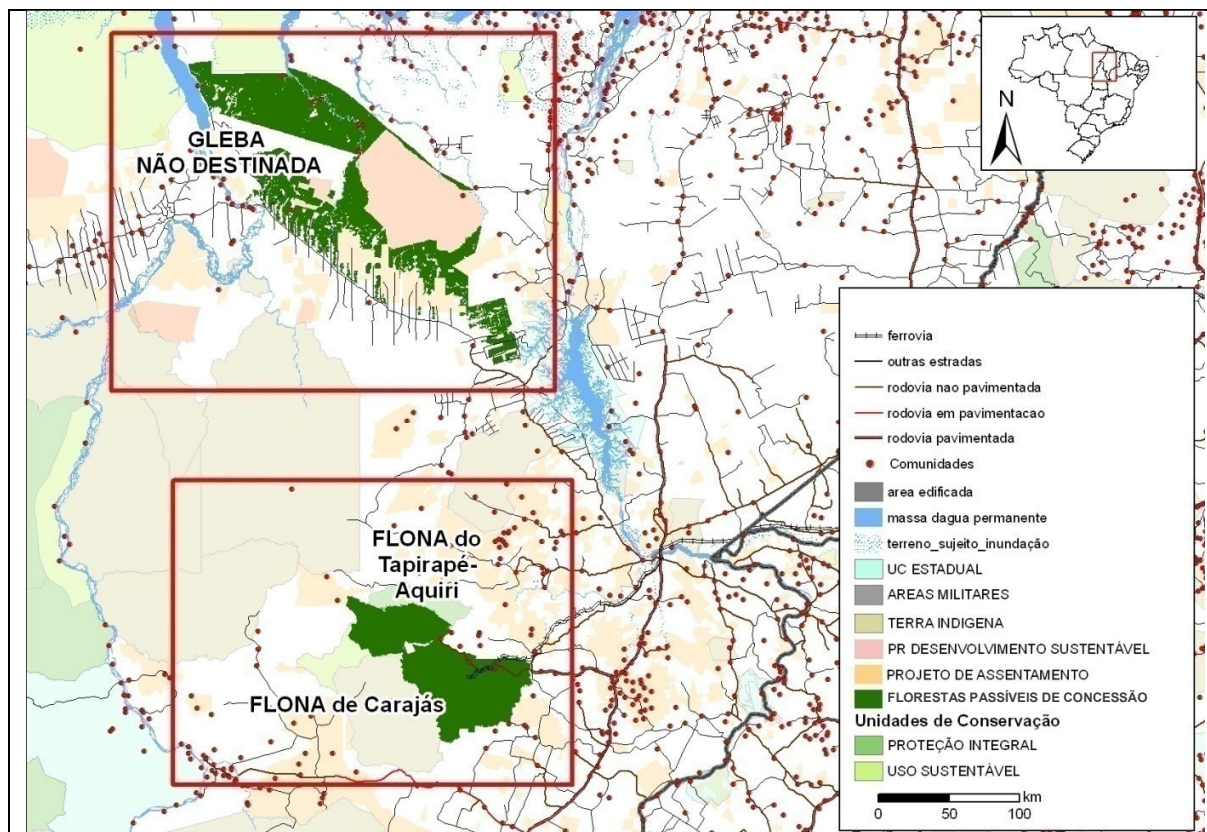 GLEBA
NÃO DESTINADA
N
FLONA do
Tapirapé-
Aquiri
FLONA de Carajás
ferrovia
outras estradas
rodovia nao pavimentada
rodovia em pavimentacao
rodovia pavimentada
Comunidades
area edificada
massa dagua permanente
terreno_sujeito_inundação
UC ESTADUAL
AREAS MILITARES
TERRA INDIGENA
PR DESENVOLVIMENTO SUSTENTÁVEL
PROJETO DE ASSENTAMENTO
FLORESTAS PASSÍVEIS DE CONCESSÃO
Unidades de Conservação
PROTEÇÃO INTEGRAL
USO SUSTENTÁVEL
km
0 50 100